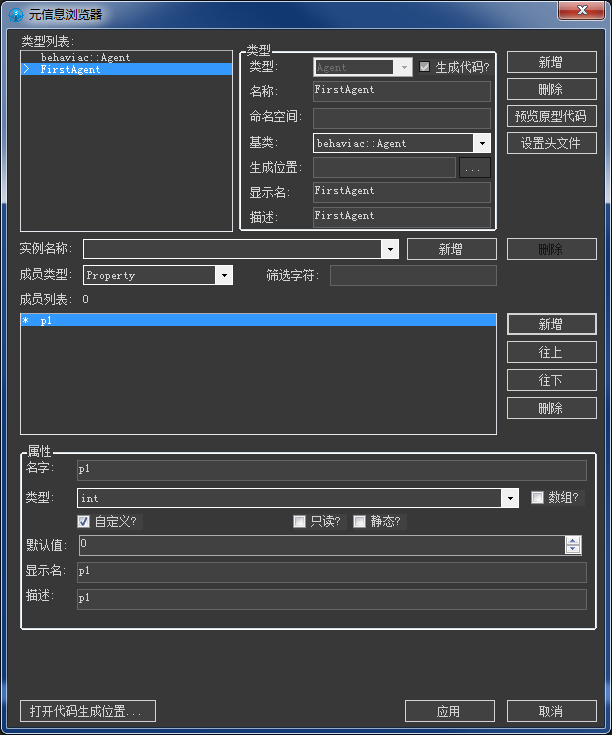 元信息浏览器
类型列表:
behaviac::Agent
> FirstAgent
类型
类型: Agent 生成代码?
名称: FirstAgent
命名空间:
基类: behaviac::Agent
生成位置: ...
显示名: FirstAgent
描述: FirstAgent
新增
删除
预览原型代码
设置头文件
实例名称: 新增 删除
成员类型: Property 筛选字符:
成员列表: 0
* p1
新增
往上
往下
删除
属性
名字: p1
类型: int 数组?
自定义? 只读? 静态?
默认值: 0
显示名: p1
描述: p1
打开代码生成位置... 应用 取消